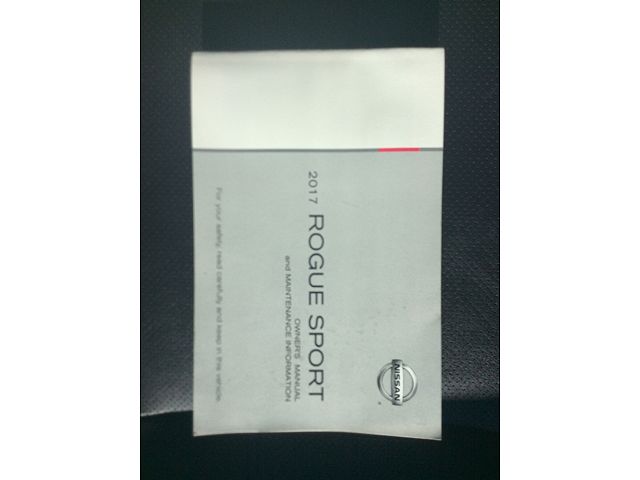 NISSAN
2017 ROGUE SPORT
OWNER'S MANUAL
and MAINTENANCE INFORMATION
For your safety, read carefully and keep in this vehicle.